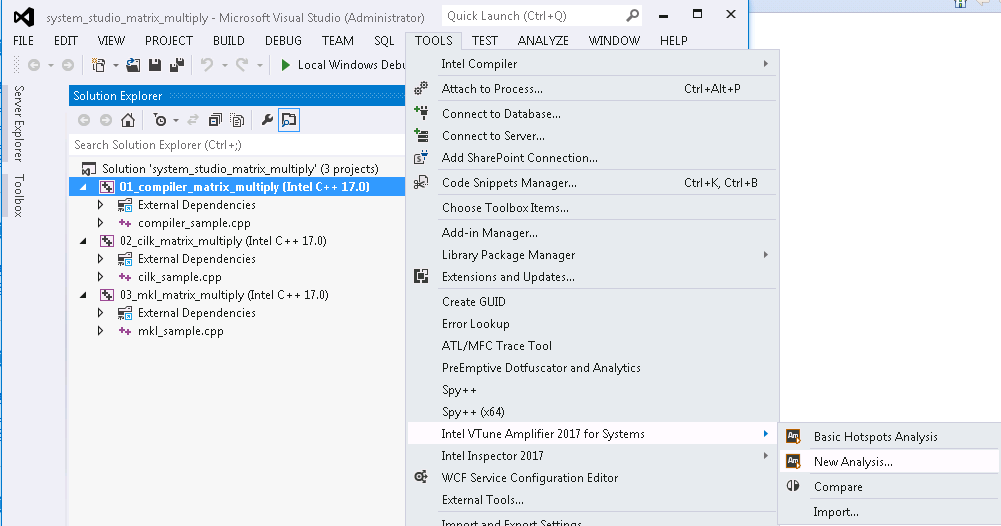 system_studio_matrix_multiply - Microsoft Visual Studio (Administrator)
Quick Launch (Ctrl+Q)
FILE EDIT VIEW PROJECT BUILD DEBUG TEAM SQL TOOLS TEST ANALYZE WINDOW HELP
Local Windows Debu
Server Explorer
Toolbox
Solution Explorer
Search Solution Explorer (Ctrl+;)
Solution 'system_studio_matrix_multiply' (3 projects)
01_compiler_matrix_multiply (Intel C++ 17.0)
External Dependencies
compiler_sample.cpp
02_cilk_matrix_multiply (Intel C++ 17.0)
External Dependencies
cilk_sample.cpp
03_mkl_matrix_multiply (Intel C++ 17.0)
External Dependencies
mkl_sample.cpp
Intel Compiler
Attach to Process... Ctrl+Alt+P
Connect to Database...
Connect to Server...
Add SharePoint Connection...
Code Snippets Manager... Ctrl+K, Ctrl+B
Choose Toolbox Items...
Add-in Manager...
Library Package Manager
Extensions and Updates...
Create GUID
Error Lookup
ATL/MFC Trace Tool
PreEmptive Dotfuscator and Analytics
Spy++
Spy++ (x64)
Intel VTune Amplifier 2017 for Systems
Intel Inspector 2017
WCF Service Configuration Editor
External Tools...
Import and Export Settings...
Basic Hotspots Analysis
New Analysis...
Compare
Import...